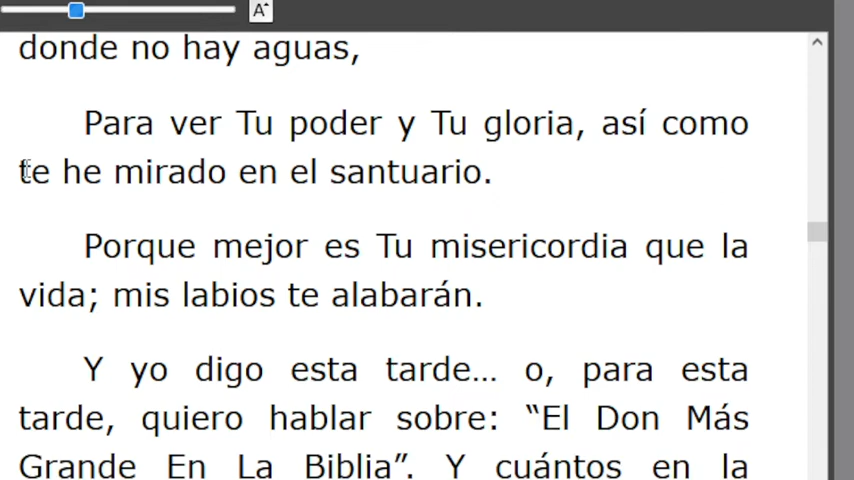 A
donde no hay aguas,
Para ver Tu poder y Tu gloria, así como
te he mirado en el santuario.
Porque mejor es Tu misericordia que la
vida; mis labios te alabarán.
Y yo digo esta tarde… o, para esta
tarde, quiero hablar sobre: “El Don Más
Grande En La Biblia”. Y cuántos en la